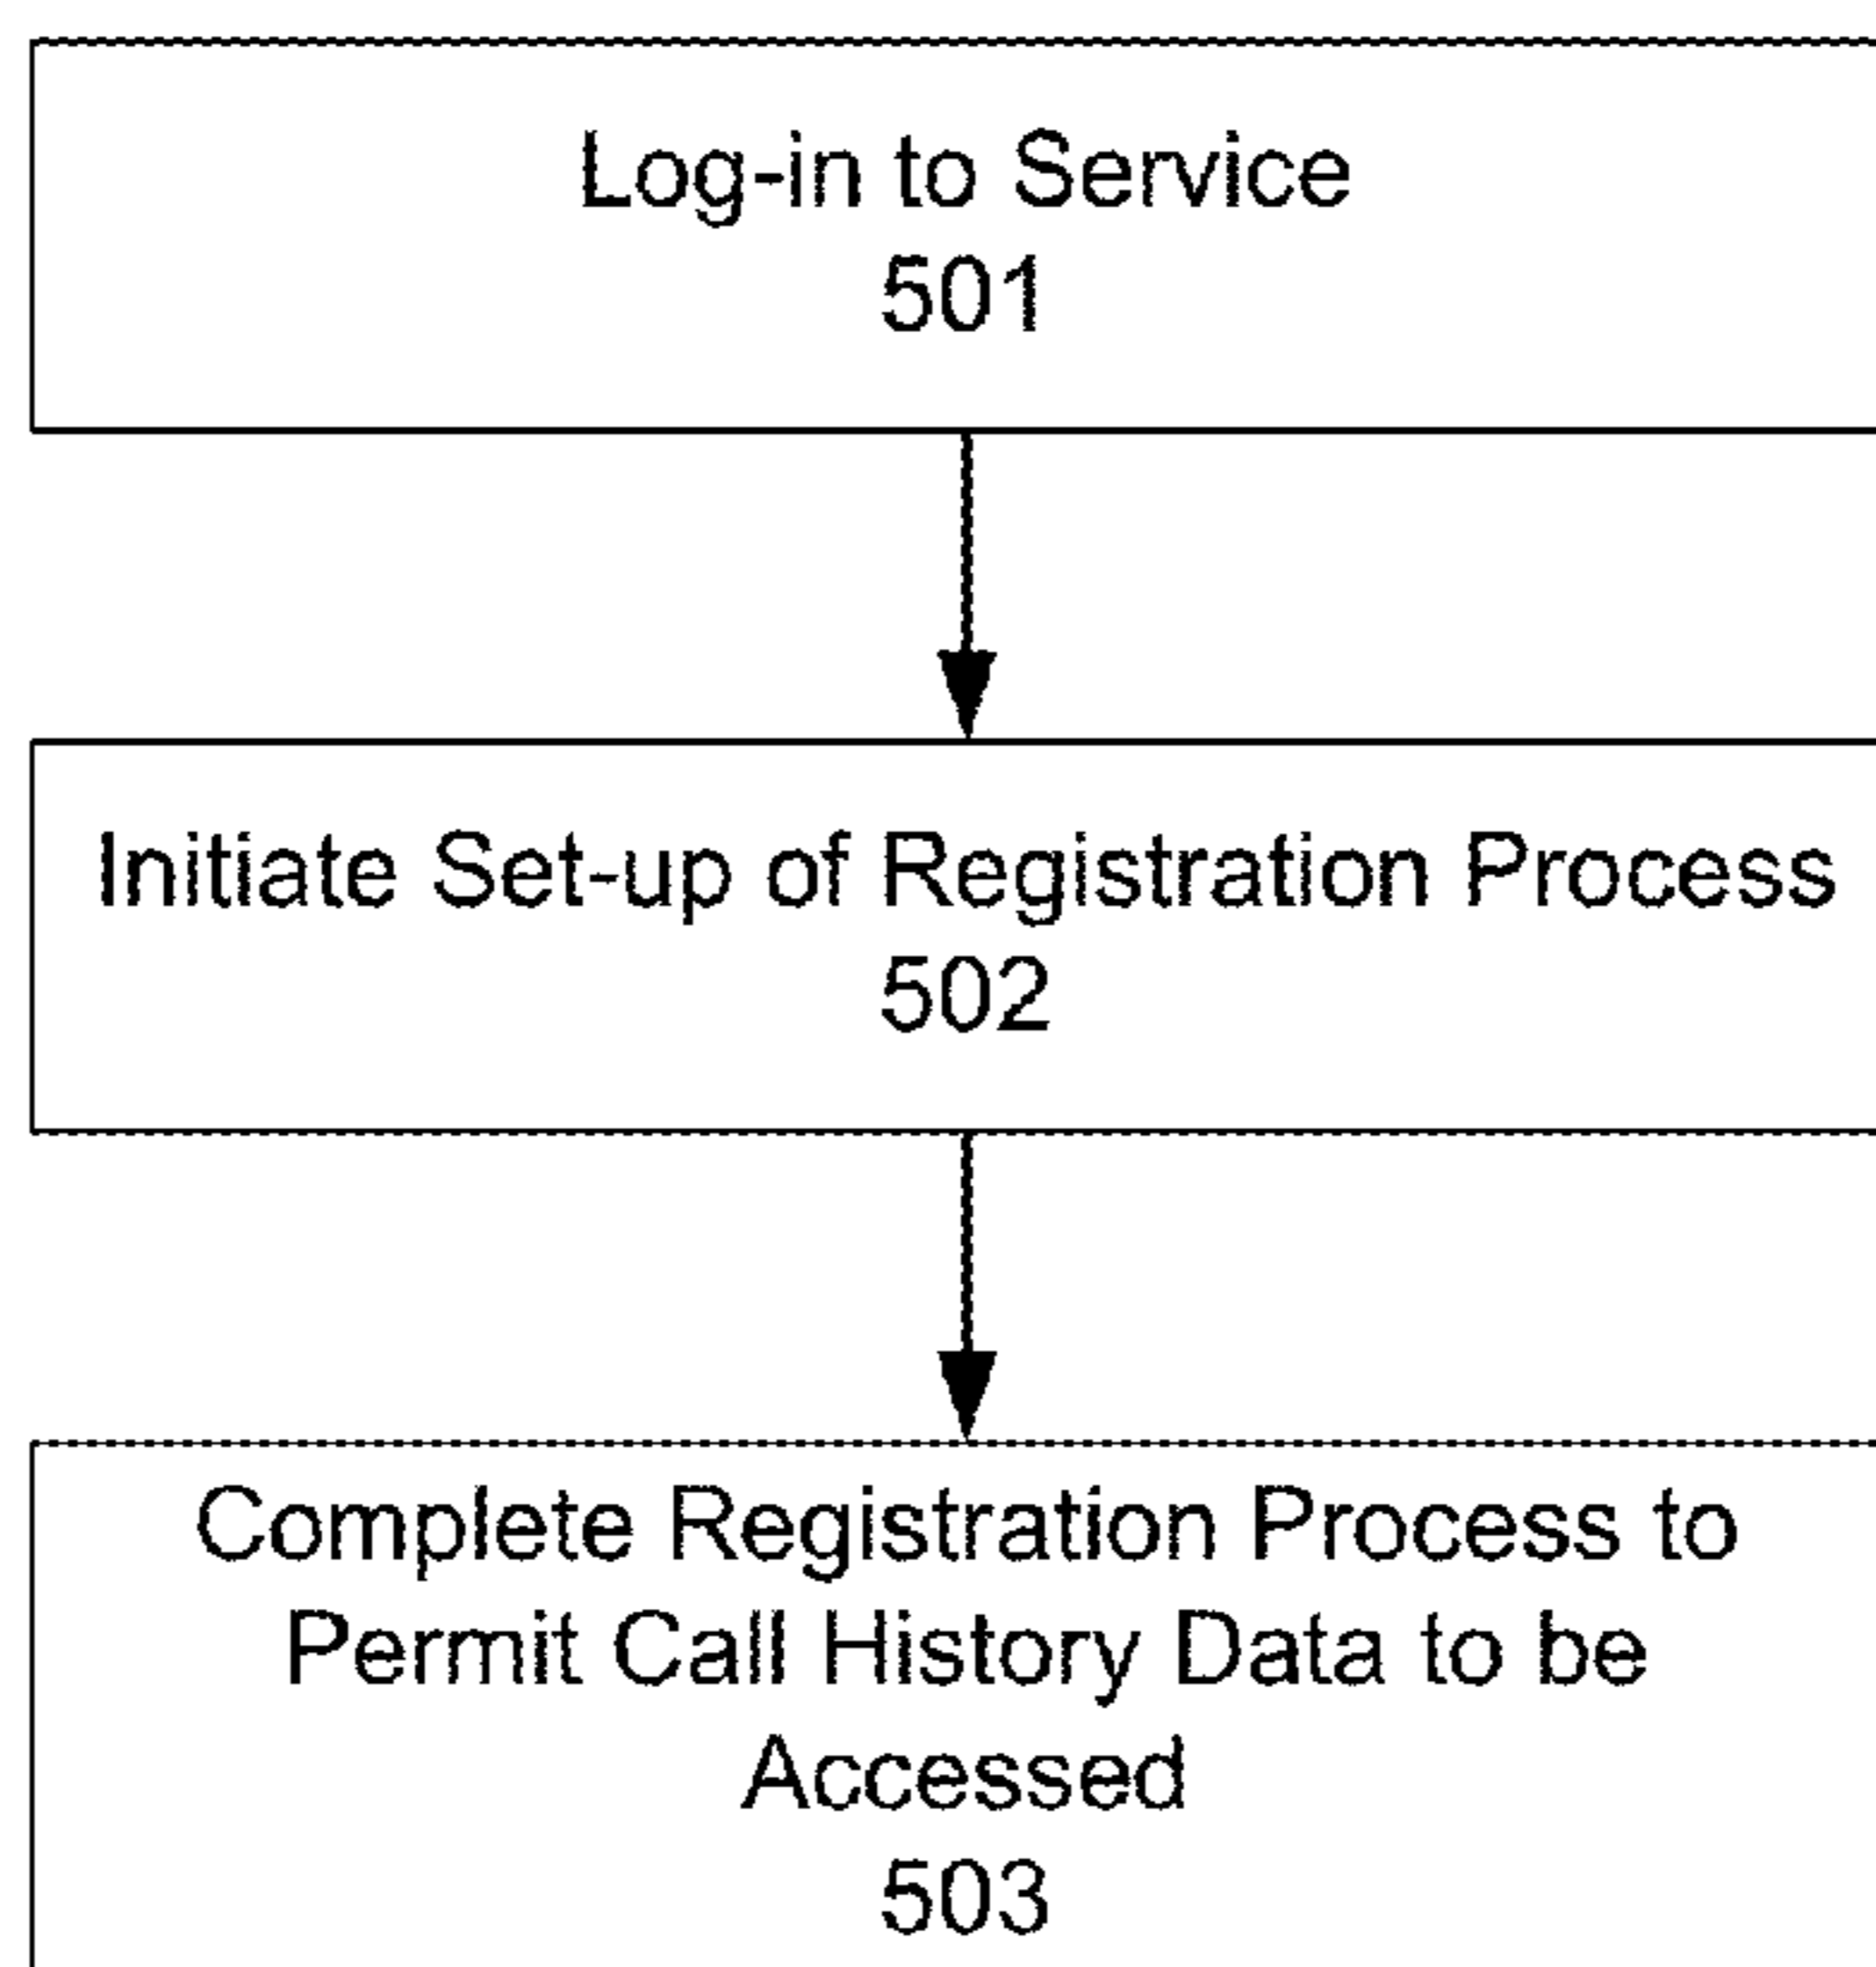 Log-in to Service
501
Initiate Set-up of Registration Process
502
Complete Registration Process to
Permit Call History Data to be
Accessed
503